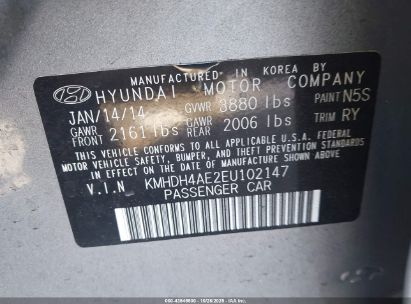 MANUFACTURED IN KOREA BY
HYUNDAI MOTOR COMPANY
JAN/14/14 GVWR 3880 lbs PAINT N5S
GAWR FRONT 2161 lbs GAWR REAR 2006 lbs TRIM RY
THIS VEHICLE CONFORMS TO ALL APPLICABLE U.S.A. FEDERAL
MOTOR VEHICLE SAFETY, BUMPER, AND THEFT PREVENTION
STANDARDS IN EFFECT ON THE DATE OF MANUFACTURE SHOWN ABOVE
V.I.N KMHDH4AE2EU102147
PASSENGER CAR